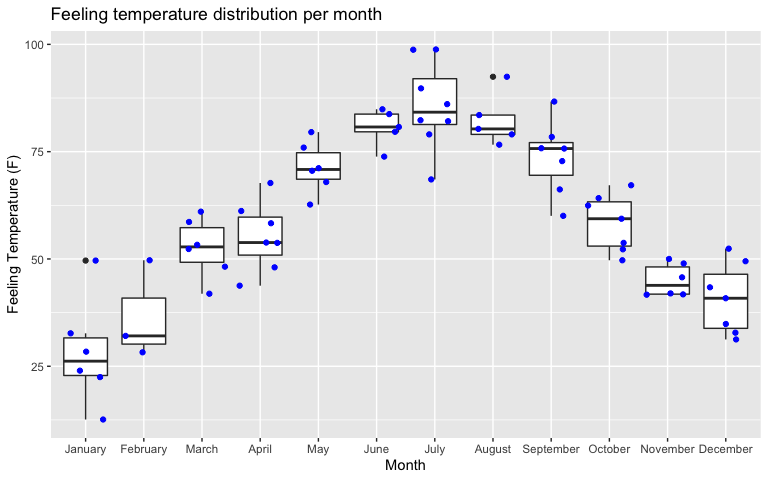 Feeling temperature distribution per month
Feeling Temperature (F)
100
75
50
25
January February March April May June July August September October November December
Month